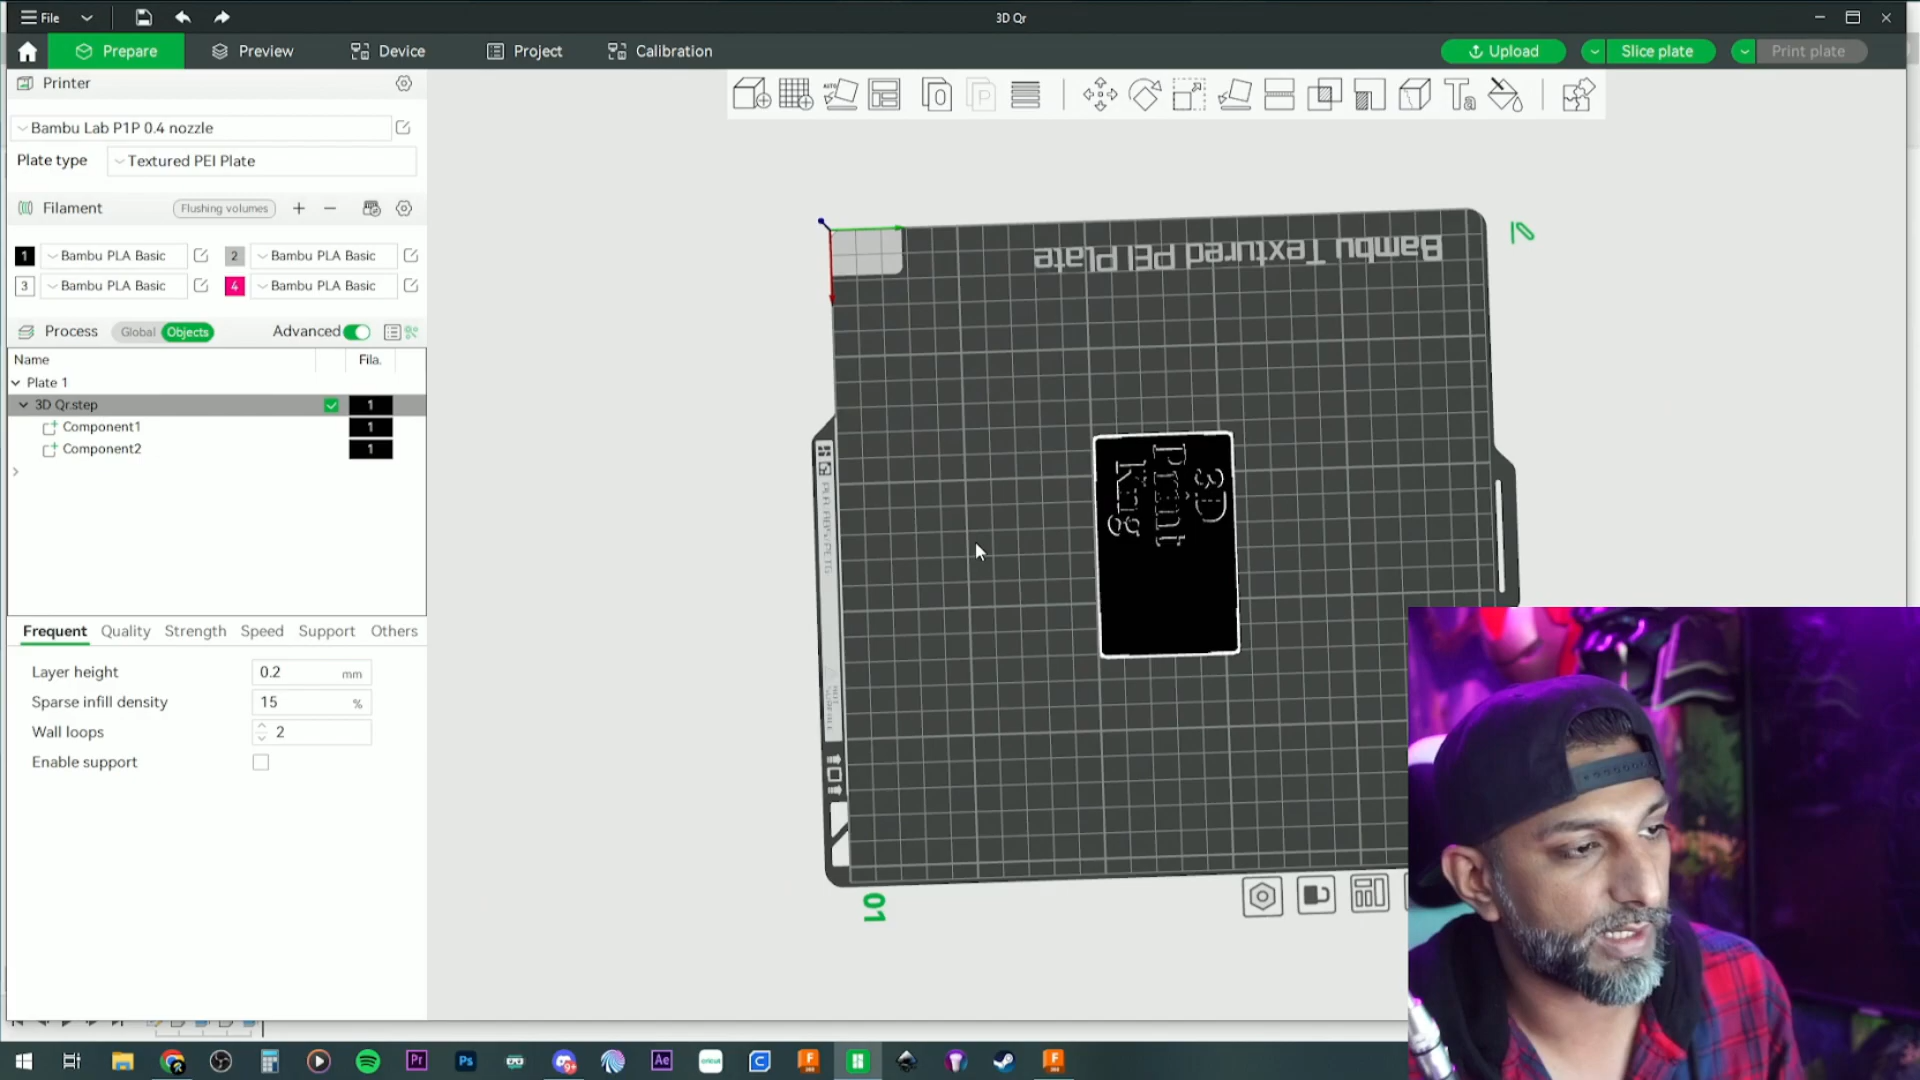 File
3D Qr
Prepare
Preview
Device
Project
Calibration
Upload
Slice plate
Print plate
Printer
Bambu Lab P1P 0.4 nozzle
Plate type
Textured PEI Plate
Filament
Flushing volumes
1 Bambu PLA Basic
2 Bambu PLA Basic
3 Bambu PLA Basic
4 Bambu PLA Basic
Process
Global
Objects
Advanced
Name
Fila.
Plate 1
3D Qr.step
1
Component1
1
Component2
1
Frequent
Quality
Strength
Speed
Support
Others
Layer height
0.2 mm
Sparse infill density
15 %
Wall loops
2
Enable support
Bambu Textured PEI Plate
3D
Print
King
01